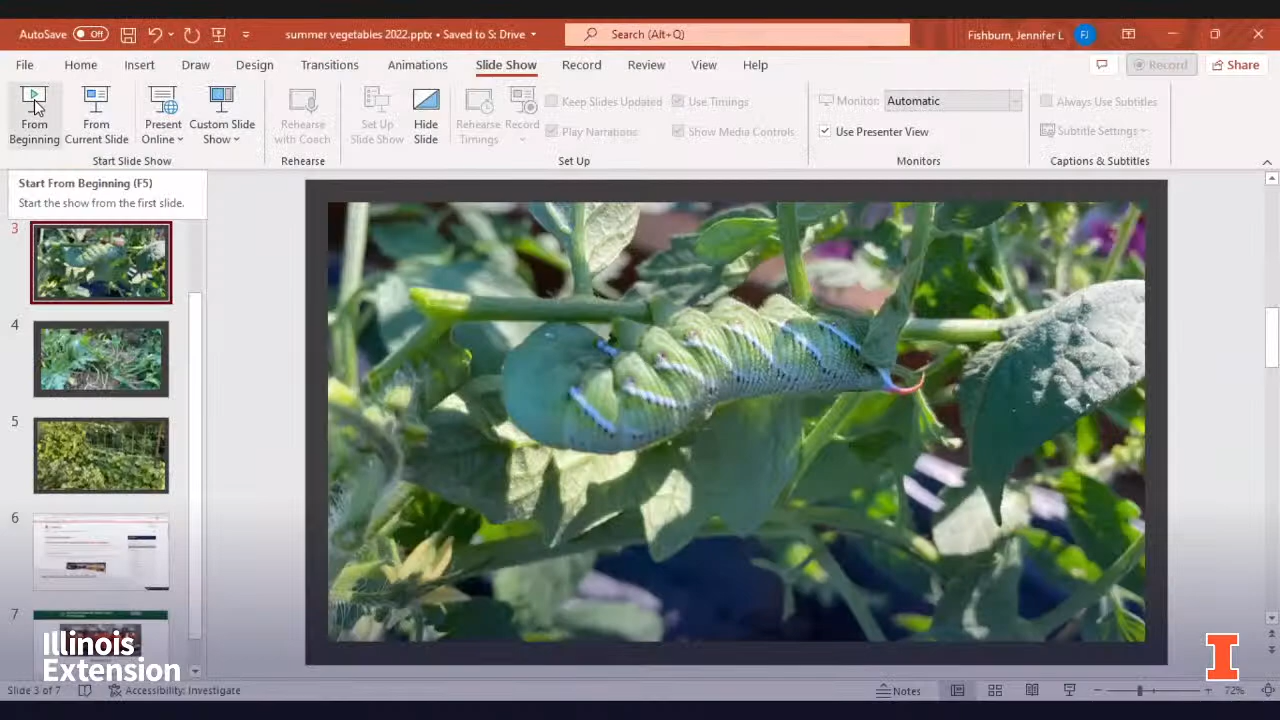 AutoSave Off summer vegetables 2022.pptx • Saved to S: Drive Search (Alt+Q) Fishburn, Jennifer L FJ
File Home Insert Draw Design Transitions Animations Slide Show Record Review View Help Record Share
From Beginning
From Current Slide
Present Online
Custom Slide Show
Start Slide Show
Rehearse with Coach
Rehearse
Set Up Slide Show
Hide Slide
Rehearse Timings
Record
Keep Slides Updated
Play Narrations
Use Timings
Show Media Controls
Set Up
Monitor: Automatic
Use Presenter View
Monitors
Always Use Subtitles
Subtitle Settings
Captions & Subtitles
Start From Beginning (F5)
Start the show from the first slide.
3
4
5
6
7
Illinois
Extension
I
Slide 3 of 7 Accessibility: Investigate Notes 72%